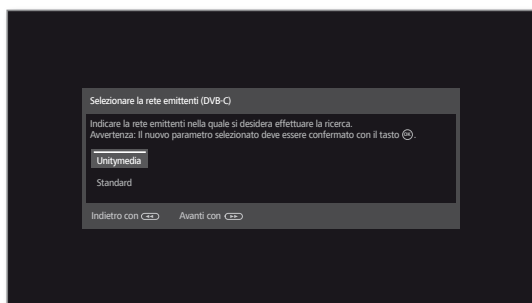 Selezionare la rete emittenti (DVB-C)
Indicare la rete emittenti nella quale si desidera effettuare la ricerca.
Avvertenza: Il nuovo parametro selezionato deve essere confermato con il tasto OK.
Unitymedia
Standard
Indietro con ◄◄ Avanti con ►►